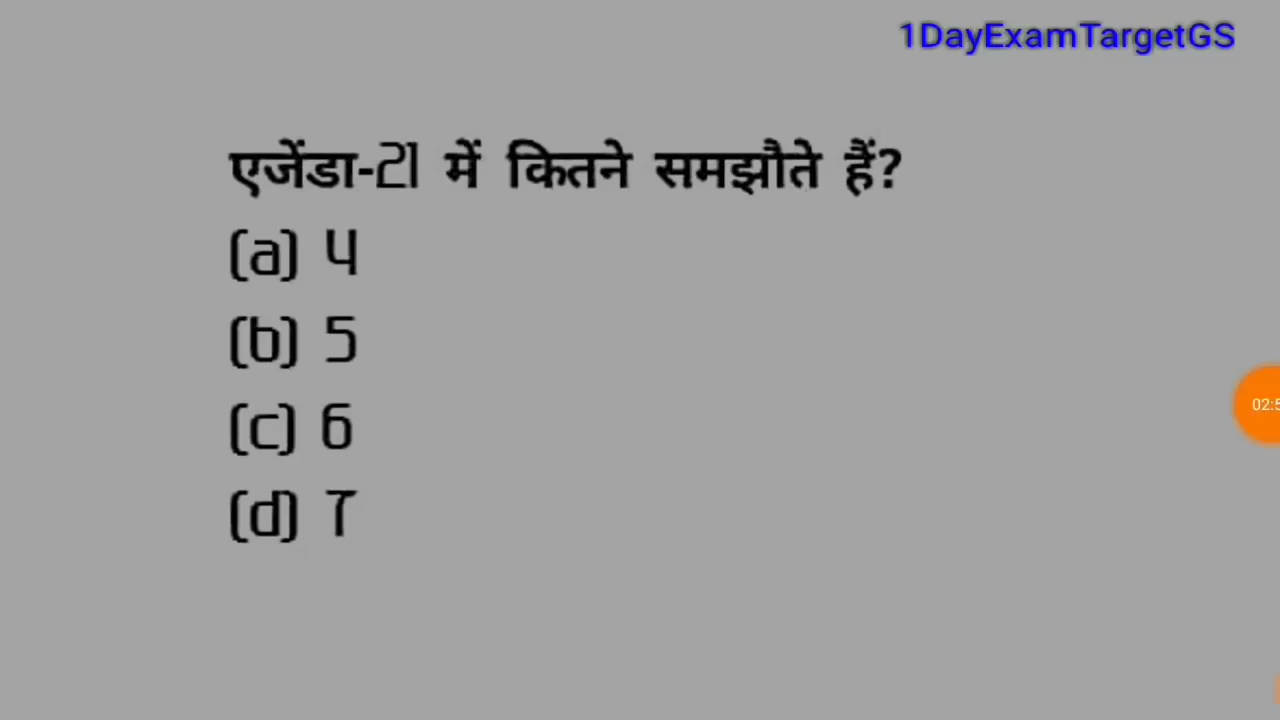 1DayExamTargetGS
एजेंडा-21 में कितने समझौते हैं?
(a) 4
(b) 5
(c) 6
(d) 7